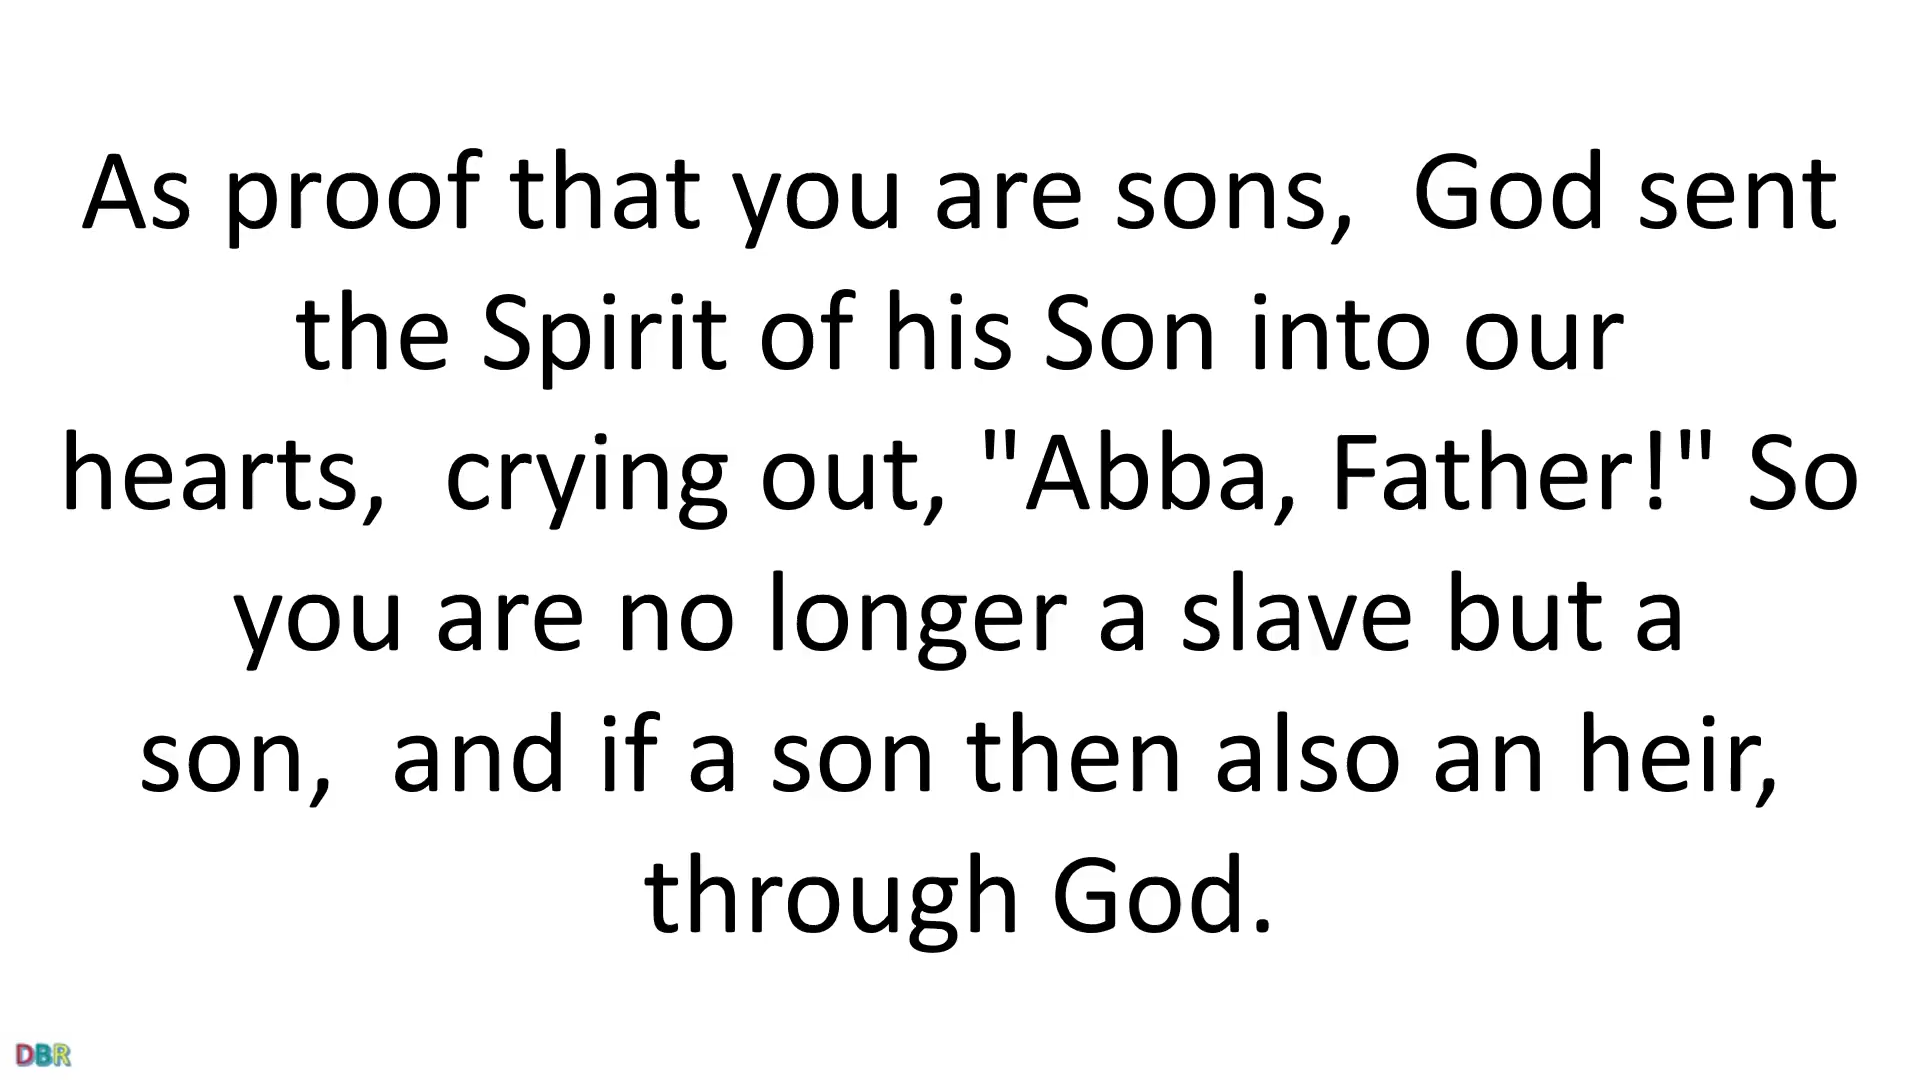 As proof that you are sons,  God sent
the Spirit of his Son into our
hearts,  crying out, "Abba, Father!" So
you are no longer a slave but a
son,  and if a son then also an heir,
through God.
DBR